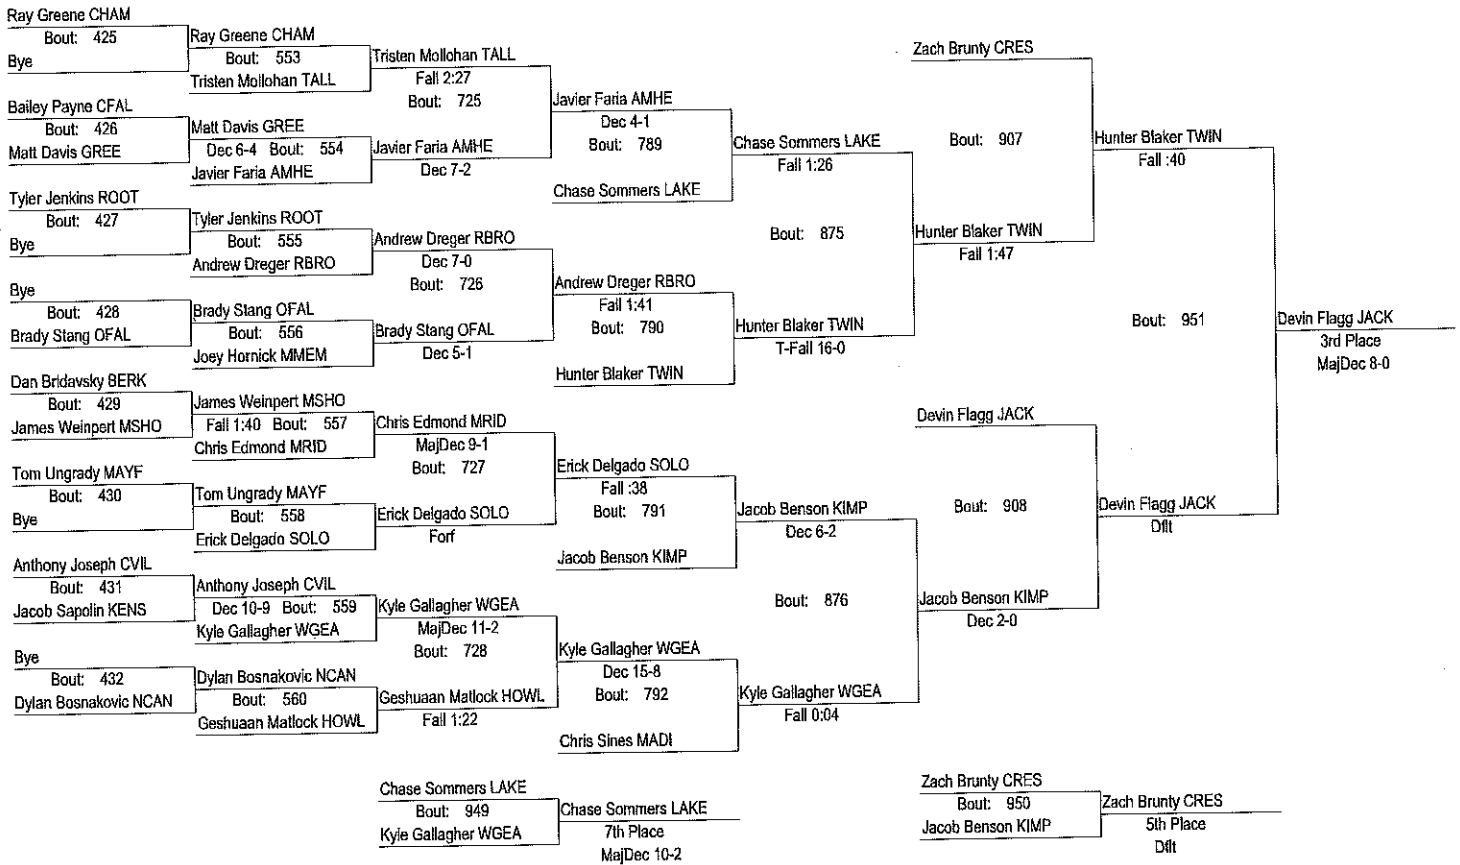 Ray Greene CHAM
Bout: 425
Bye
Bailey Payne CFAL
Bout: 426
Matt Davis GREE
Tyler Jenkins ROOT
Bout: 427
Bye
Bye
Bout: 428
Brady Stang OFAL
Dan Bridavsky BERK
Bout: 429
James Weinpert MSHO
Tom Ungrady MAYF
Bout: 430
Bye
Anthony Joseph CVIL
Bout: 431
Jacob Sapolin KENS
Bye
Bout: 432
Dylan Bosnakovic NCAN
Ray Greene CHAM
Bout: 553
Tristen Mollohan TALL
Matt Davis GREE
Dec 6-4 Bout: 554
Javier Faria AMHE
Tyler Jenkins ROOT
Bout: 555
Andrew Dreger RBRO
Brady Stang OFAL
Bout: 556
Joey Hornick MMEM
James Weinpert MSHO
Fall 1:40 Bout: 557
Chris Edmond MRID
Tom Ungrady MAYF
Bout: 558
Erick Delgado SOLO
Anthony Joseph CVIL
Dec 10-9 Bout: 559
Kyle Gallagher WGEA
Dylan Bosnakovic NCAN
Bout: 560
Geshuaan Matlock HOWL
Tristen Mollohan TALL
Fall 2:27
Bout: 725
Javier Faria AMHE
Dec 7-2
Andrew Dreger RBRO
Dec 7-0
Bout: 726
Brady Stang OFAL
Dec 5-1
Chris Edmond MRID
MajDec 9-1
Bout: 727
Erick Delgado SOLO
Forf
Kyle Gallagher WGEA
MajDec 11-2
Bout: 728
Geshuaan Matlock HOWL
Fall 1:22
Javier Faria AMHE
Dec 4-1
Bout: 789
Chase Sommers LAKE
Andrew Dreger RBRO
Fall 1:41
Bout: 790
Hunter Blaker TWIN
Erick Delgado SOLO
Fall :38
Bout: 791
Jacob Benson KIMP
Kyle Gallagher WGEA
Dec 15-8
Bout: 792
Chris Sines MADI
Chase Sommers LAKE
Fall 1:26
Bout: 875
Hunter Blaker TWIN
T-Fall 16-0
Jacob Benson KIMP
Dec 6-2
Bout: 876
Kyle Gallagher WGEA
Fall 0:04
Zach Brunty CRES
Bout: 907
Hunter Blaker TWIN
Fall 1:47
Devin Flagg JACK
Bout: 908
Jacob Benson KIMP
Dec 2-0
Hunter Blaker TWIN
Fall :40
Bout: 951
Devin Flagg JACK
Dflt
Devin Flagg JACK
3rd Place
MajDec 8-0
Chase Sommers LAKE
Bout: 949
Kyle Gallagher WGEA
Chase Sommers LAKE
7th Place
MajDec 10-2
Zach Brunty CRES
Bout: 950
Jacob Benson KIMP
Zach Brunty CRES
5th Place
Dflt